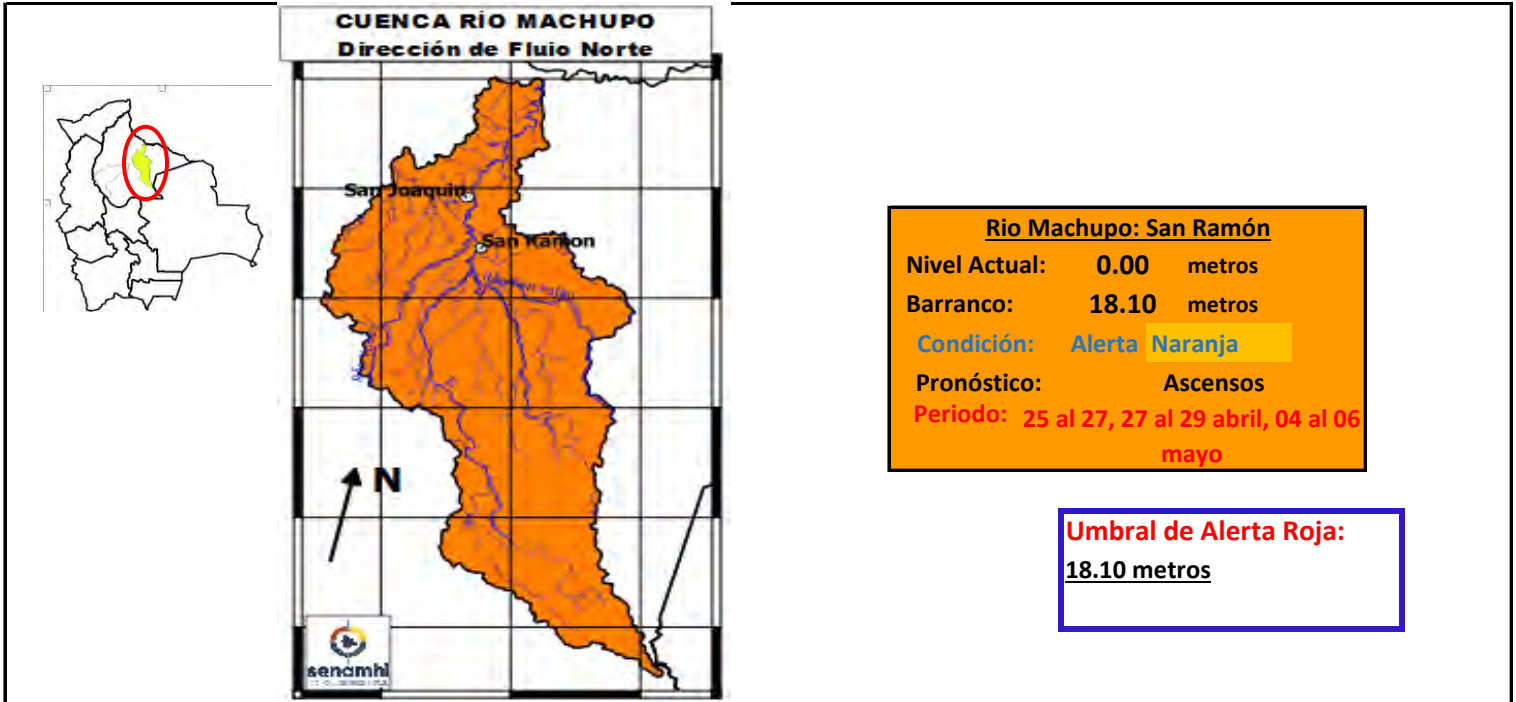 CUENCA RÍO MACHUPO
Dirección de Flujo Norte
San Joaquin
San Ramon
N
senamhi
Rio Machupo: San Ramón
Nivel Actual: 0.00 metros
Barranco: 18.10 metros
Condición: Alerta Naranja
Pronóstico: Ascensos
Periodo: 25 al 27, 27 al 29 abril, 04 al 06
mayo
Umbral de Alerta Roja:
18.10 metros